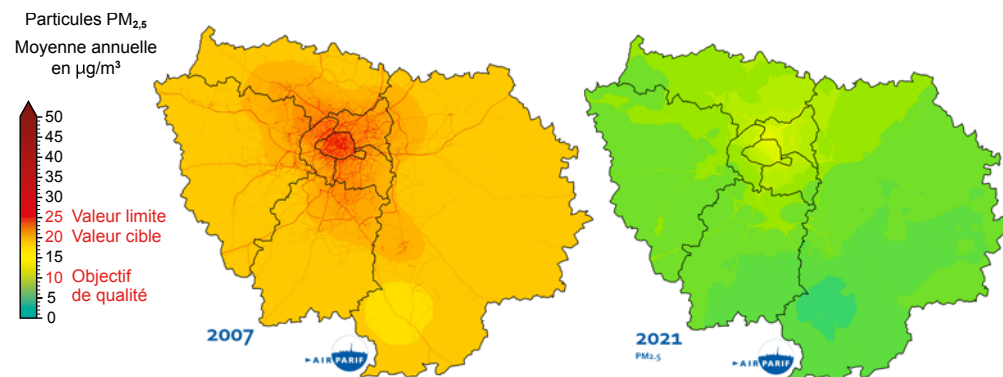 Particules PM2,5
Moyenne annuelle
en µg/m³
50
45
40
35
30
25 Valeur limite
20 Valeur cible
15
10 Objectif
de qualité
5
0
2007
AIRPARIF
2021
PM2.5
AIRPARIF